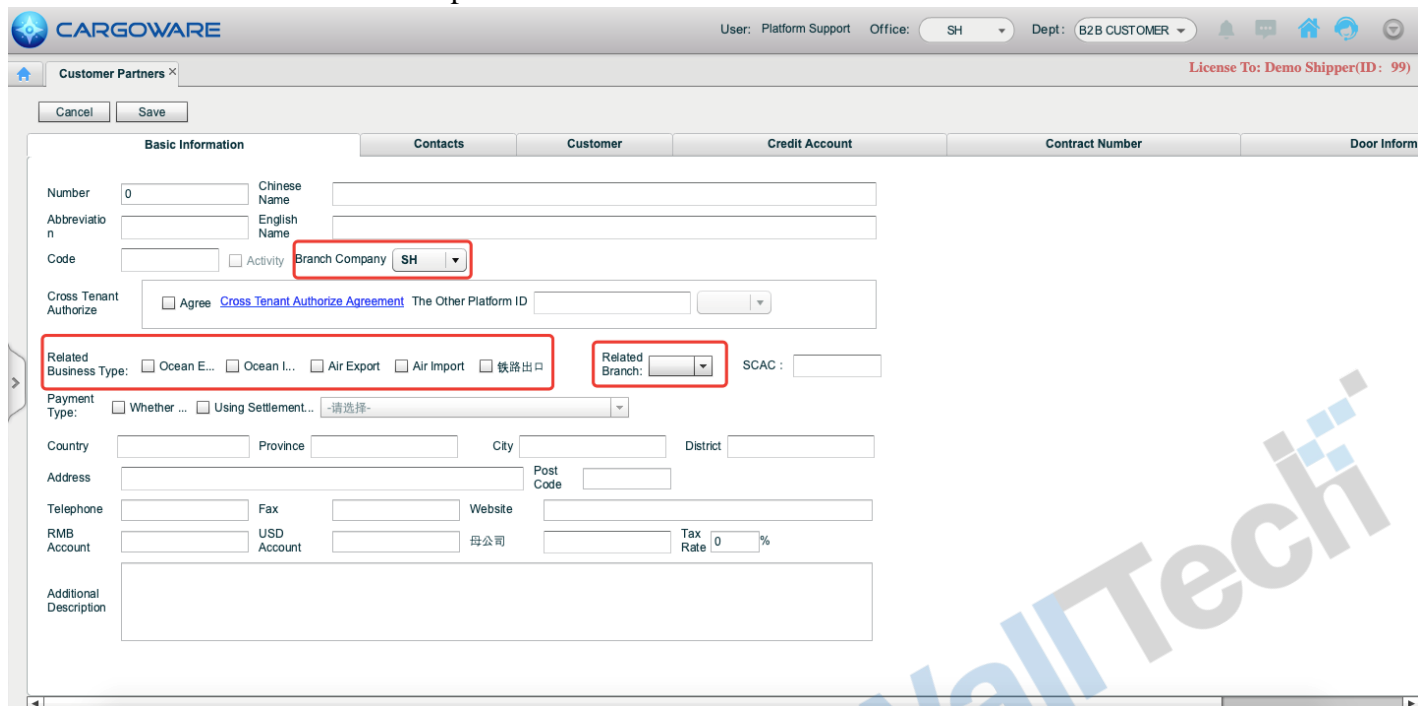 CARGOWARE User: Platform Support Office: SH Dept: B2B CUSTOMER
Customer Partners × License To: Demo Shipper(ID: 99)
Cancel Save
Basic Information Contacts Customer Credit Account Contract Number Door Inform
Number 0 Chinese Name
Abbreviatio n English Name
Code Activity Branch Company SH
Cross Tenant Authorize Agree Cross Tenant Authorize Agreement The Other Platform ID
Related Business Type: Ocean E... Ocean I... Air Export Air Import 铁路出口 Related Branch: SCAC :
Payment Type: Whether ... Using Settlement... -请选择-
Country Province City District
Address Post Code
Telephone Fax Website
RMB Account USD Account 母公司 Tax Rate 0 %
Additional Description
WallTech